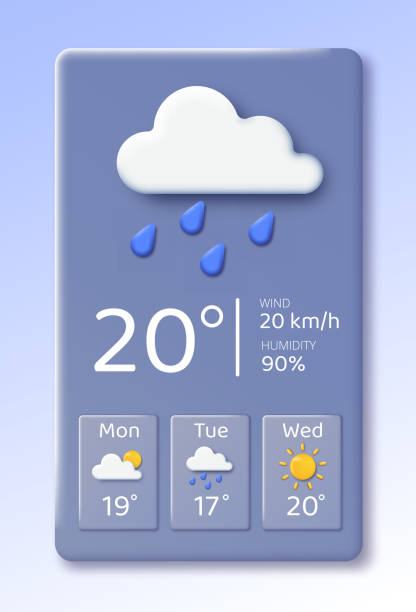 20°
WIND
20 km/h
HUMIDITY
90%
Mon Tue Wed
19° 17° 20°